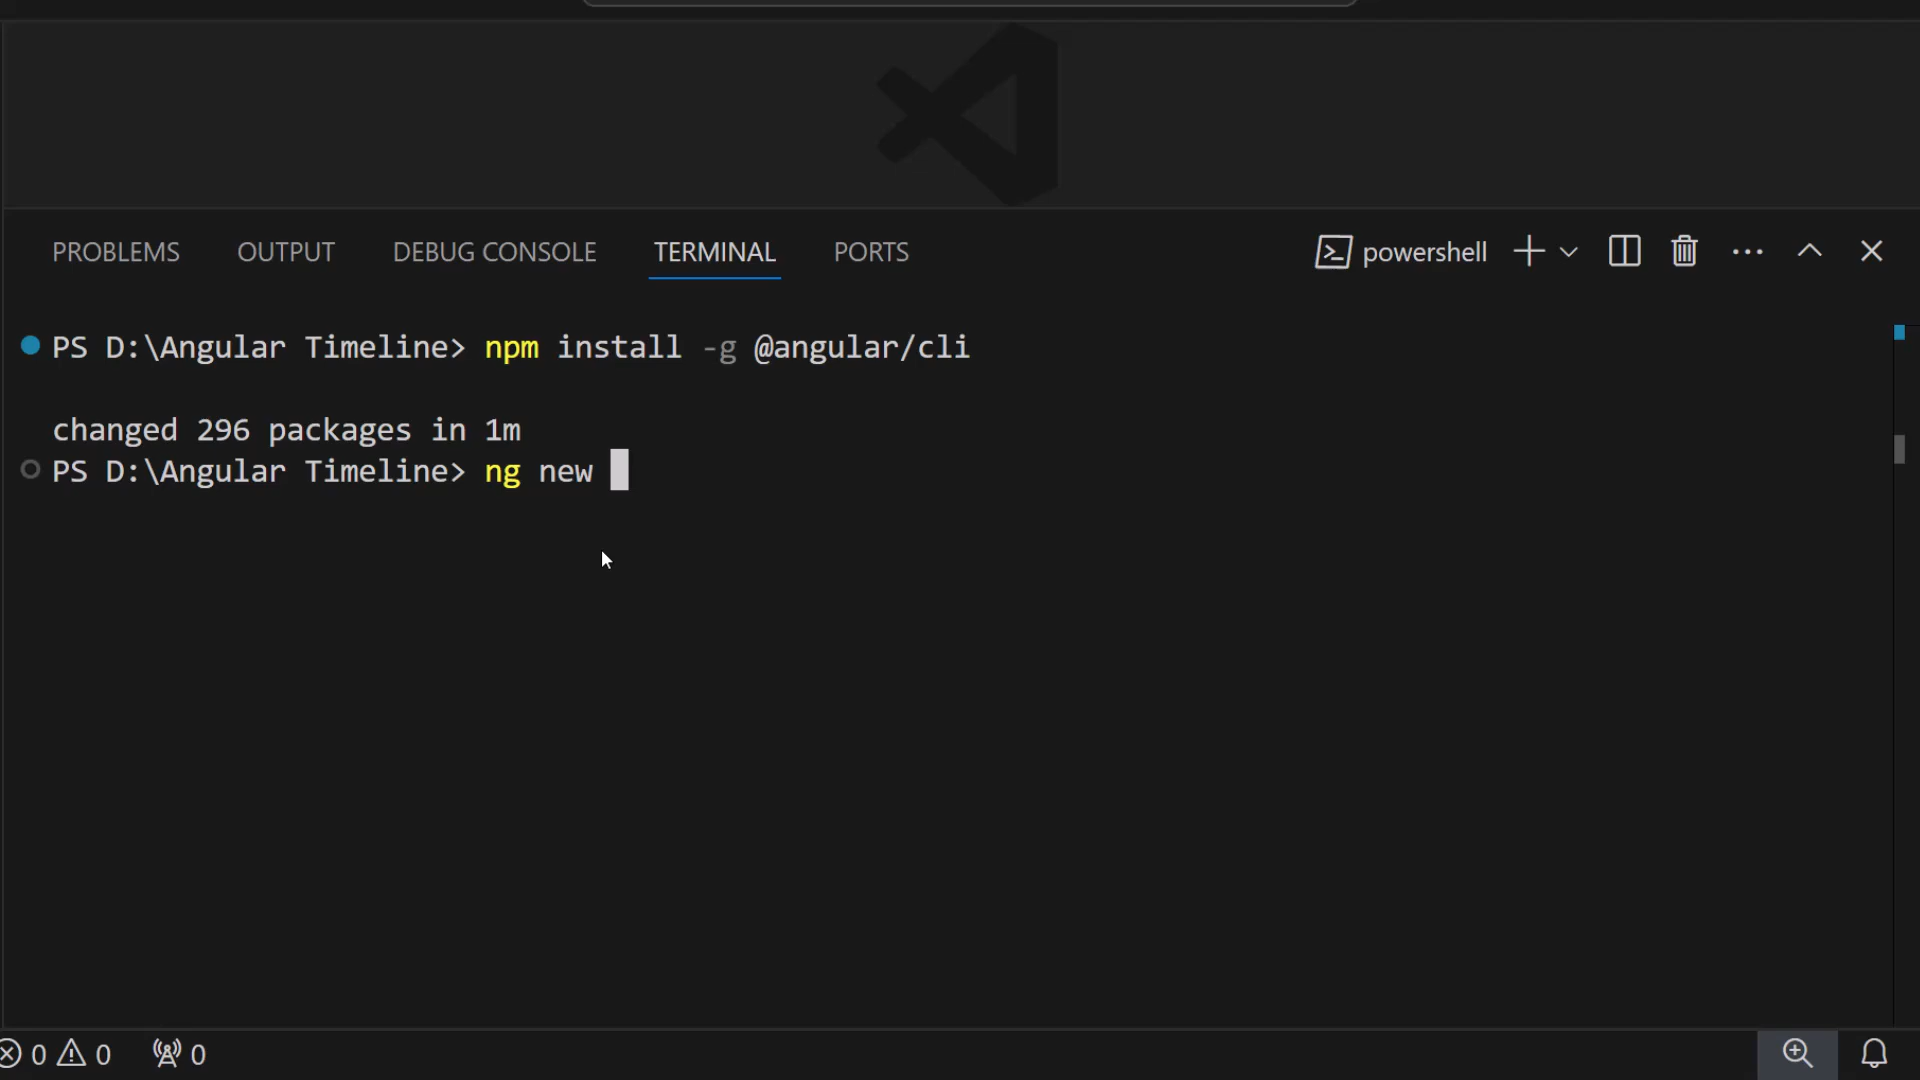 PROBLEMS OUTPUT DEBUG CONSOLE TERMINAL PORTS powershell
PS D:\Angular Timeline> npm install -g @angular/cli
changed 296 packages in 1m
PS D:\Angular Timeline> ng new
0 0 0